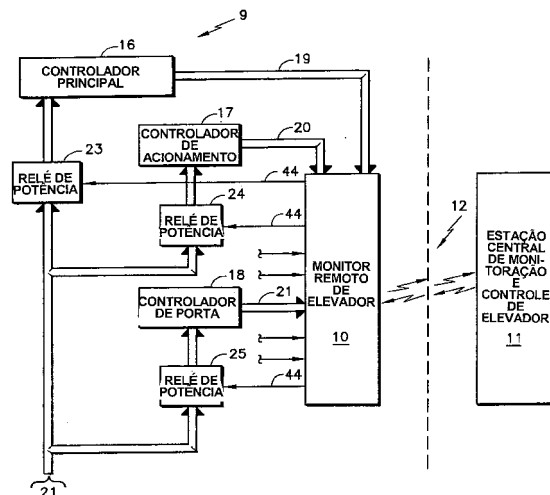 9
16
CONTROLADOR
PRINCIPAL
19
17
CONTROLADOR
DE
ACIONAMENTO
20
23
RELÉ DE
POTÊNCIA
44
24
RELÉ DE
POTÊNCIA
44
18
CONTROLADOR
DE PORTA
21
25
RELÉ DE
POTÊNCIA
44
MONITOR
REMOTO
DE
ELEVADOR
10
12
ESTAÇÃO
CENTRAL
DE MONI-
TORAÇÃO
E
CONTROLE
DE
ELEVADOR
11
21